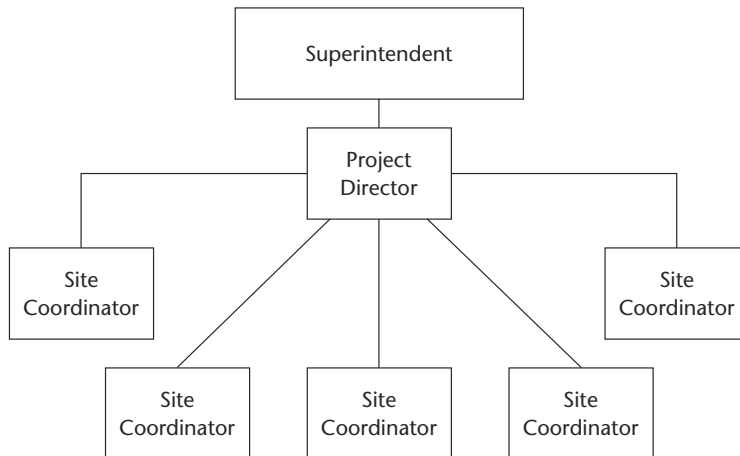 Superintendent
Project
Director
Site
Coordinator
Site
Coordinator
Site
Coordinator
Site
Coordinator
Site
Coordinator